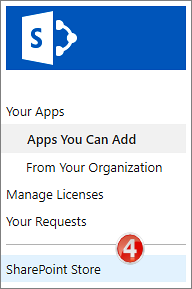 S
Your Apps
Apps You Can Add
From Your Organization
Manage Licenses
Your Requests
4
SharePoint Store